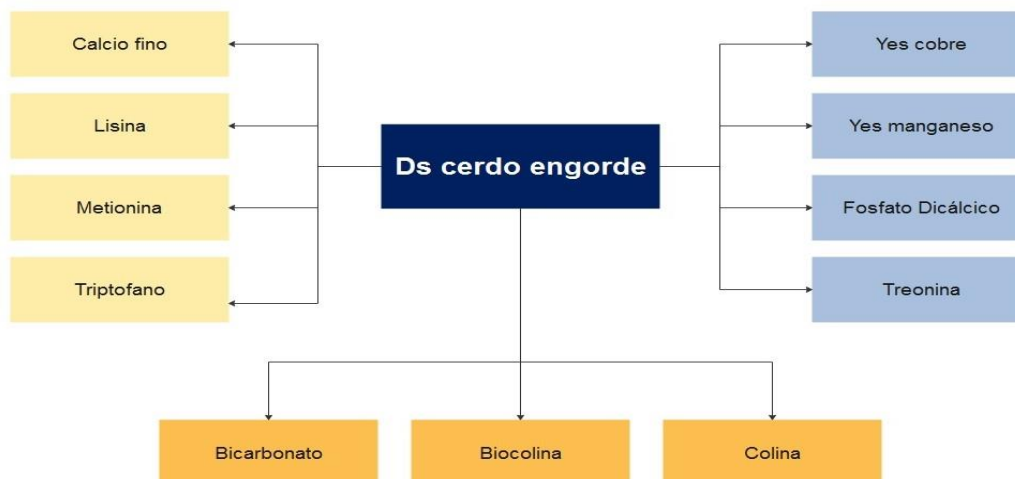 Calcio fino
Lisina
Metionina
Triptofano
Ds cerdo engorde
Yes cobre
Yes manganeso
Fosfato Dicálcico
Treonina
Bicarbonato
Biocolina
Colina